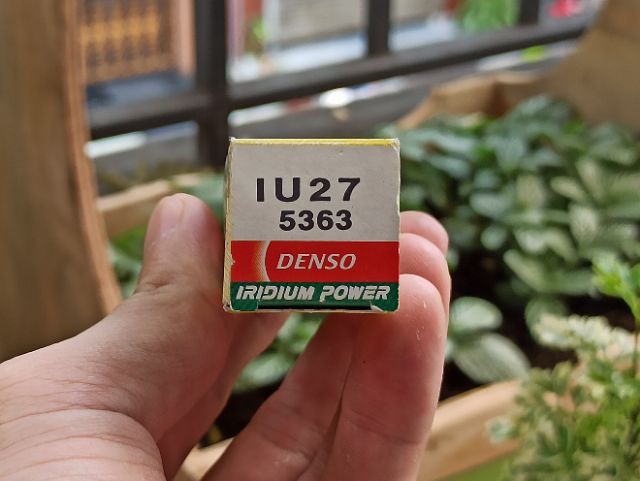 IU27
5363
DENSO
IRIDIUM POWER